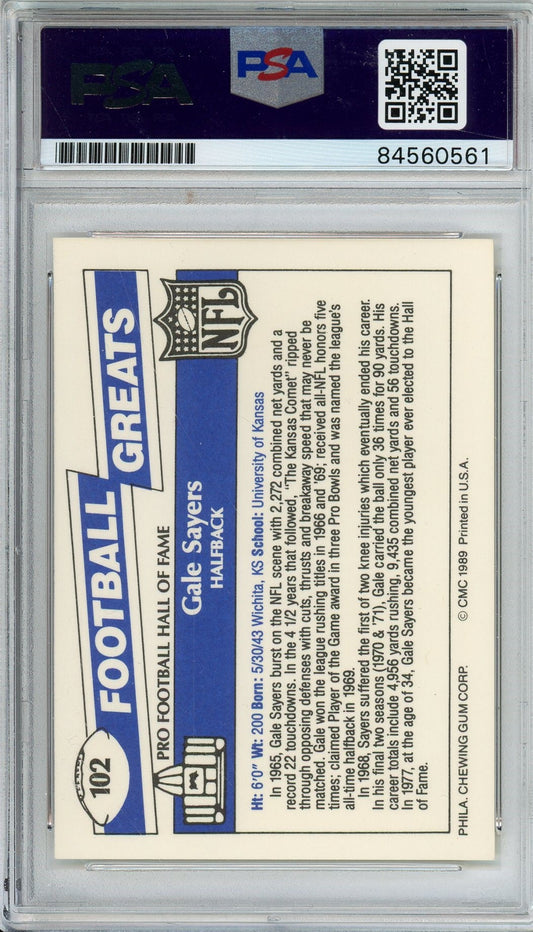 PSA
PSA
84560561
102
FOOTBALL
GREATS
PRO FOOTBALL HALL OF FAME
Gale Sayers
HALFBACK
NFL
Ht: 6'0" Wt: 200 Born: 5/30/43 Wichita, KS School: University of Kansas
In 1965, Gale Sayers burst on the NFL scene with 2,272 combined net yards and a
record 22 touchdowns. In the 4 1/2 years that followed, "The Kansas Comet" ripped
through opposing defenses with cuts, thrusts and breakaway speed that may never be
matched. Gale won the league rushing titles in 1966 and '69; received all-NFL honors five
times; claimed Player of the Game award in three Pro Bowls and was named the league's
all-time halfback in 1969.
In 1968, Sayers suffered the first of two knee injuries which eventually ended his career.
In his final two seasons (1970 & '71), Gale carried the ball only 36 times for 90 yards. His
career totals include 4,956 yards rushing, 9,435 combined net yards and 56 touchdowns.
In 1977, at the age of 34, Gale Sayers became the youngest player ever elected to the Hall
of Fame.
PHILA. CHEWING GUM CORP. © CMC 1989 Printed in U.S.A.